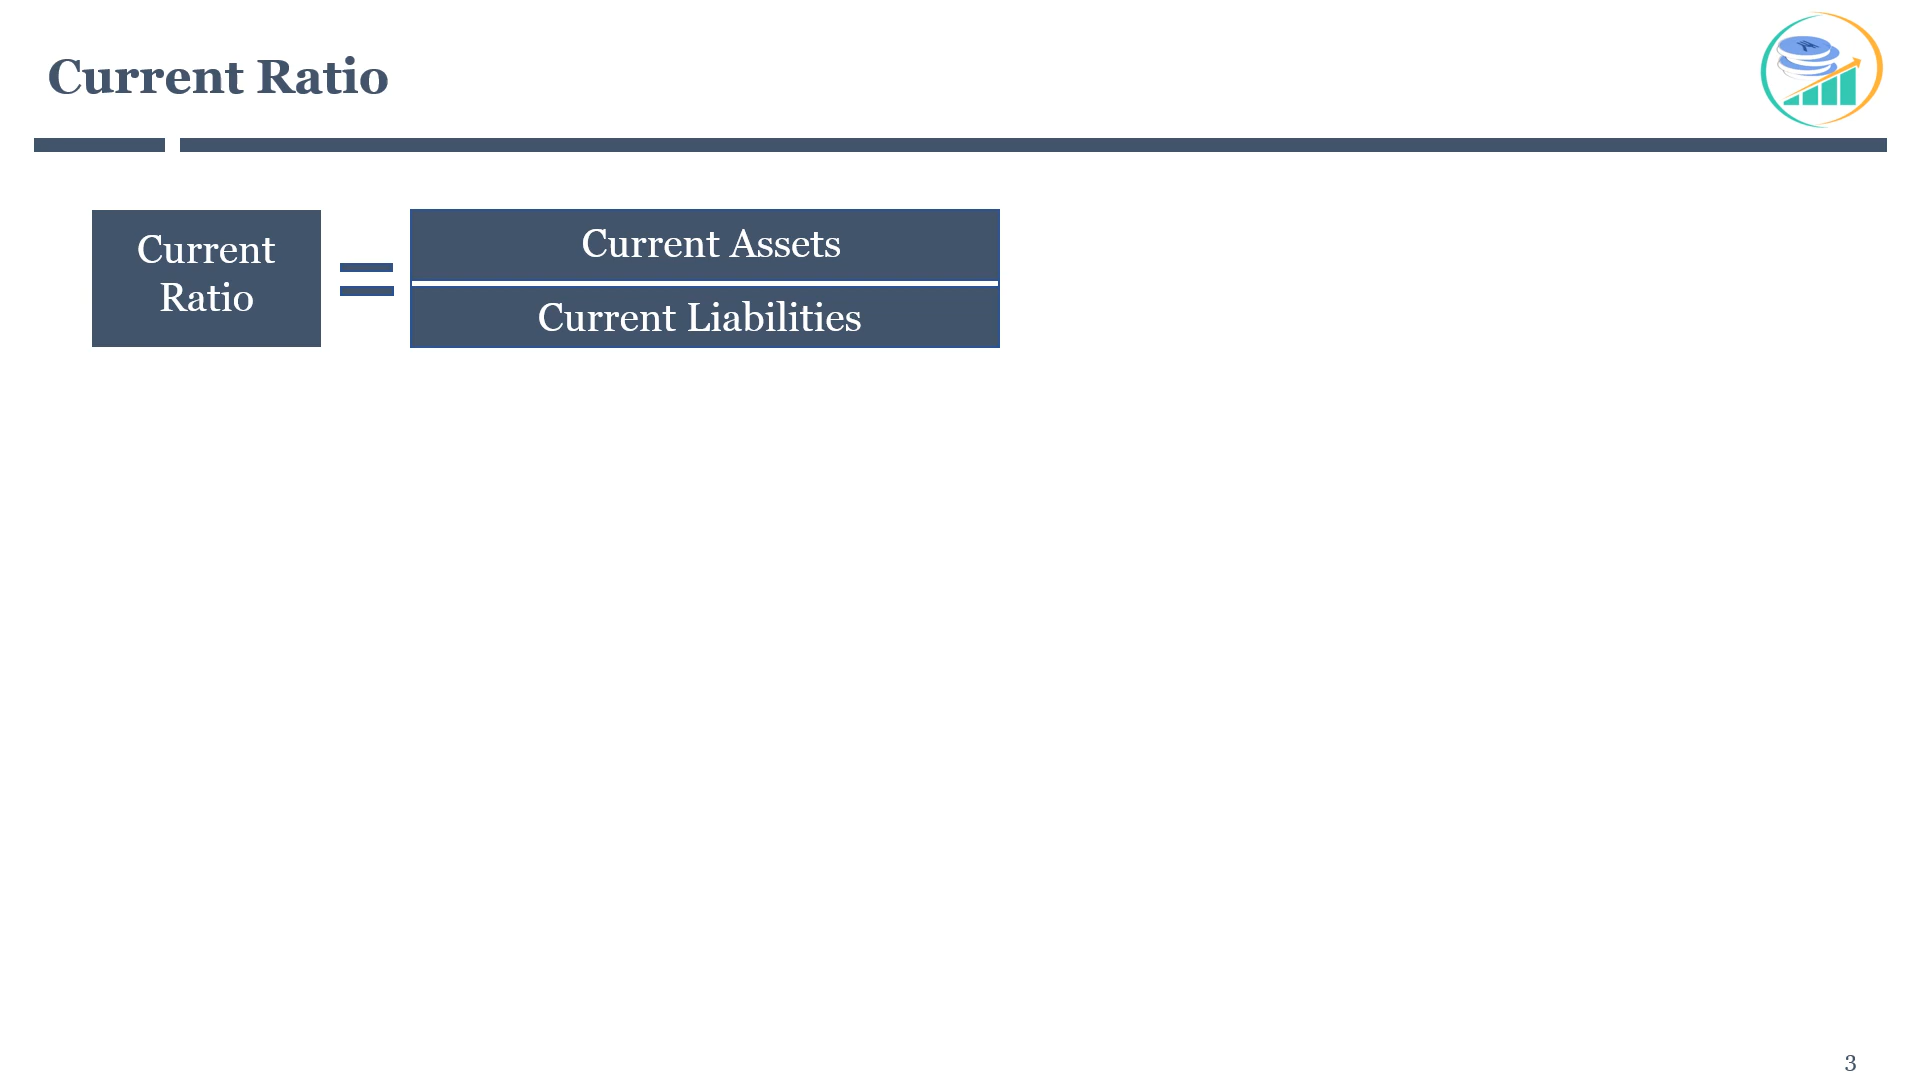 Current Ratio
Current
Ratio
Current Assets
Current Liabilities
3